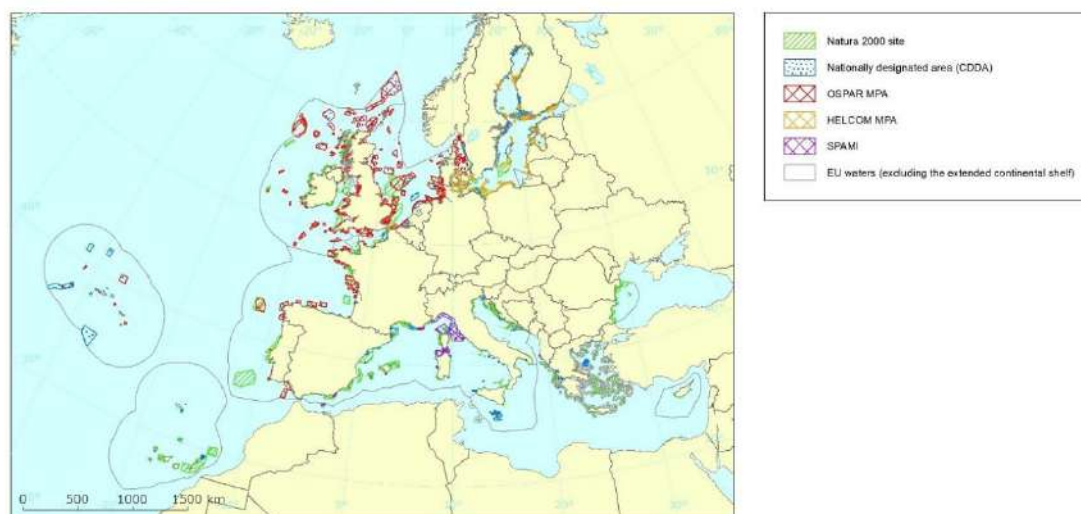 Natura 2000 site
Nationally designated area (CDDA)
OSPAR MPA
HELCOM MPA
SPAMI
EU waters (excluding the extended continental shelf)
0 500 1000 1500 km